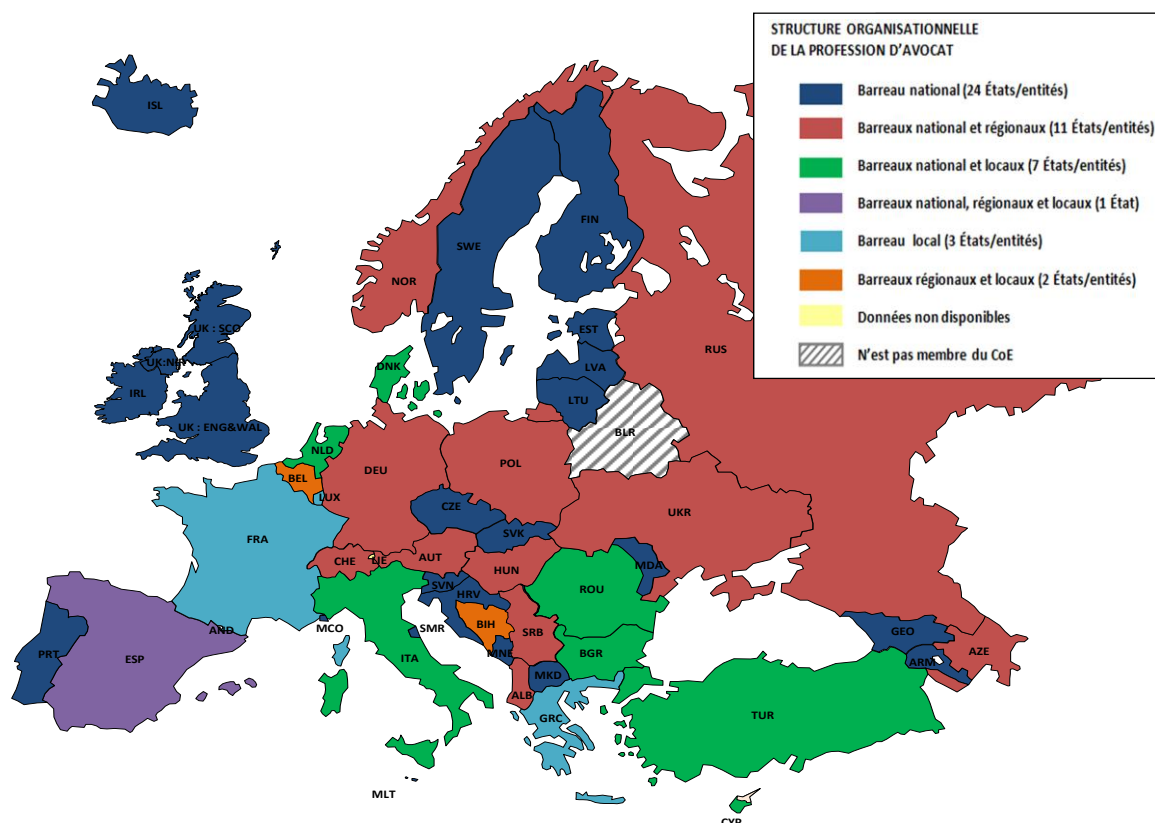 STRUCTURE ORGANISATIONNELLE
DE LA PROFESSION D'AVOCAT
Barreau national (24 États/entités)
Barreaux national et régionaux (11 États/entités)
Barreaux national et locaux (7 États/entités)
Barreaux national, régionaux et locaux (1 État)
Barreau local (3 États/entités)
Barreaux régionaux et locaux (2 États/entités)
Données non disponibles
N'est pas membre du CoE
ISL
FIN
SWE
NOR
UK : SCO
EST
RUS
UK:NIR
DNK
LVA
IRL
LTU
UK : ENG&WAL
BLR
NLD
POL
DEU
BEL
LUX
CZE
UKR
SVK
FRA
CHE
LIE
AUT
HUN
MDA
SVN
HRV
ROU
BIH
SRB
MCO
SMR
AND
GEO
PRT
ESP
ITA
MNE
BGR
AZE
ARM
MKD
ALB
GRC
TUR
MLT
CYP